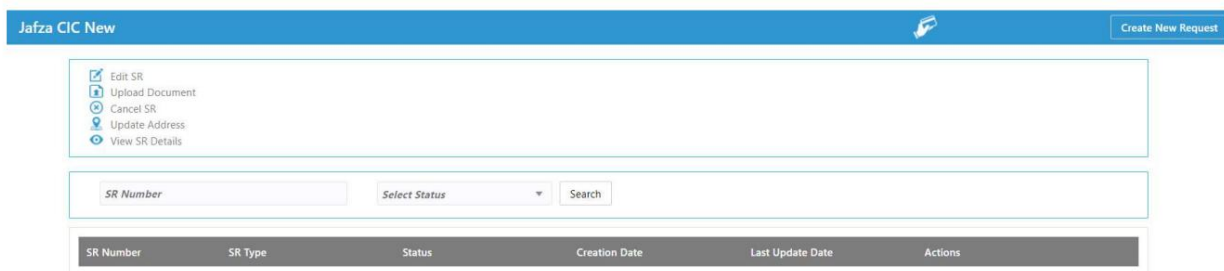 Jafza CIC New
Create New Request
Edit SR
Upload Document
Cancel SR
Update Address
View SR Details
SR Number Select Status Search
SR Number SR Type Status Creation Date Last Update Date Actions